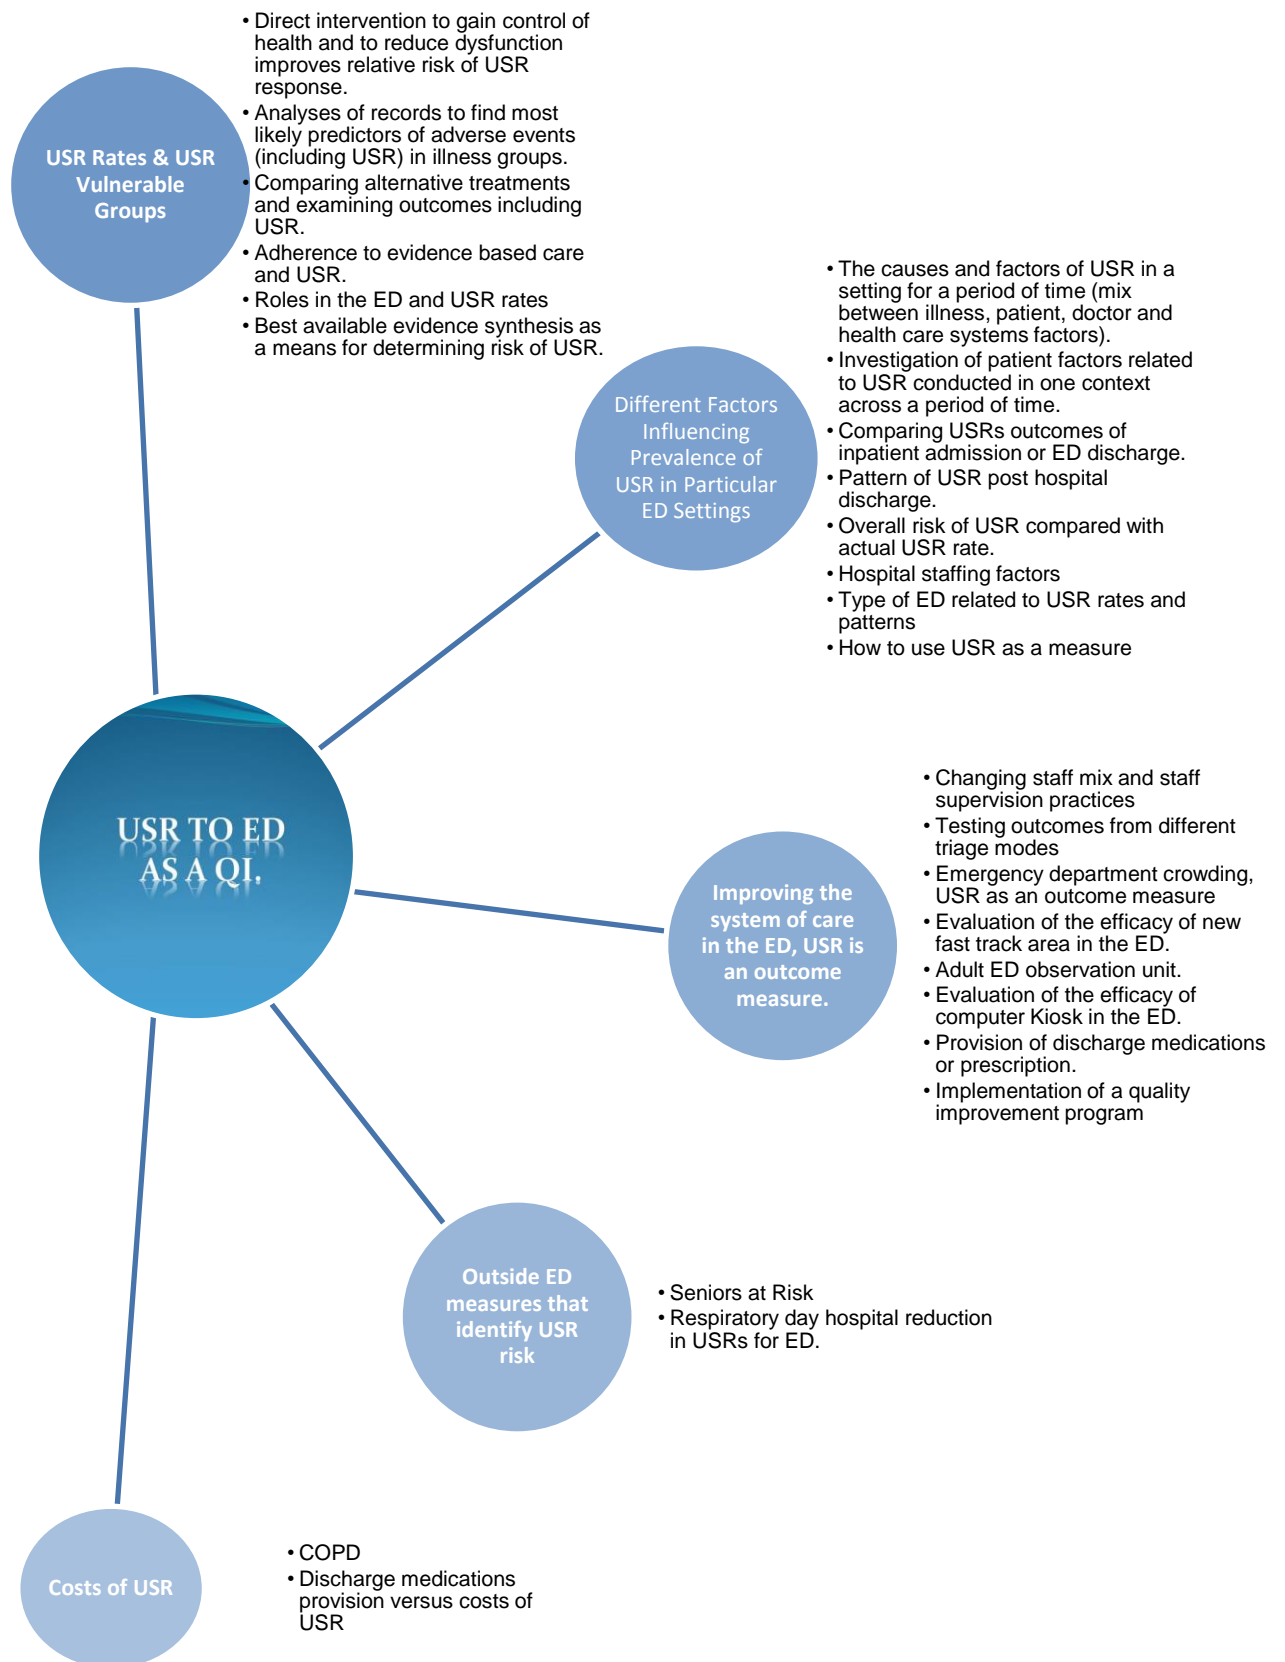 • Direct intervention to gain control of
health and to reduce dysfunction
improves relative risk of USR
response.
• Analyses of records to find most
likely predictors of adverse events
(including USR) in illness groups.
• Comparing alternative treatments
and examining outcomes including
USR.
• Adherence to evidence based care
and USR.
• Roles in the ED and USR rates
• Best available evidence synthesis as
a means for determining risk of USR.
USR Rates & USR
Vulnerable
Groups
• The causes and factors of USR in a
setting for a period of time (mix
between illness, patient, doctor and
health care systems factors).
• Investigation of patient factors related
to USR conducted in one context
across a period of time.
• Comparing USRs outcomes of
inpatient admission or ED discharge.
• Pattern of USR post hospital
discharge.
• Overall risk of USR compared with
actual USR rate.
• Hospital staffing factors
• Type of ED related to USR rates and
patterns
• How to use USR as a measure
Different Factors
Influencing
Prevalence of
USR in Particular
ED Settings
USR TO ED
AS A QI.
• Changing staff mix and staff
supervision practices
• Testing outcomes from different
triage modes
• Emergency department crowding,
USR as an outcome measure
• Evaluation of the efficacy of new
fast track area in the ED.
• Adult ED observation unit.
• Evaluation of the efficacy of
computer Kiosk in the ED.
• Provision of discharge medications
or prescription.
• Implementation of a quality
improvement program
Improving the
system of care
in the ED, USR is
an outcome
measure.
Outside ED
measures that
identify USR
risk
• Seniors at Risk
• Respiratory day hospital reduction
in USRs for ED.
Costs of USR
• COPD
• Discharge medications
provision versus costs of
USR